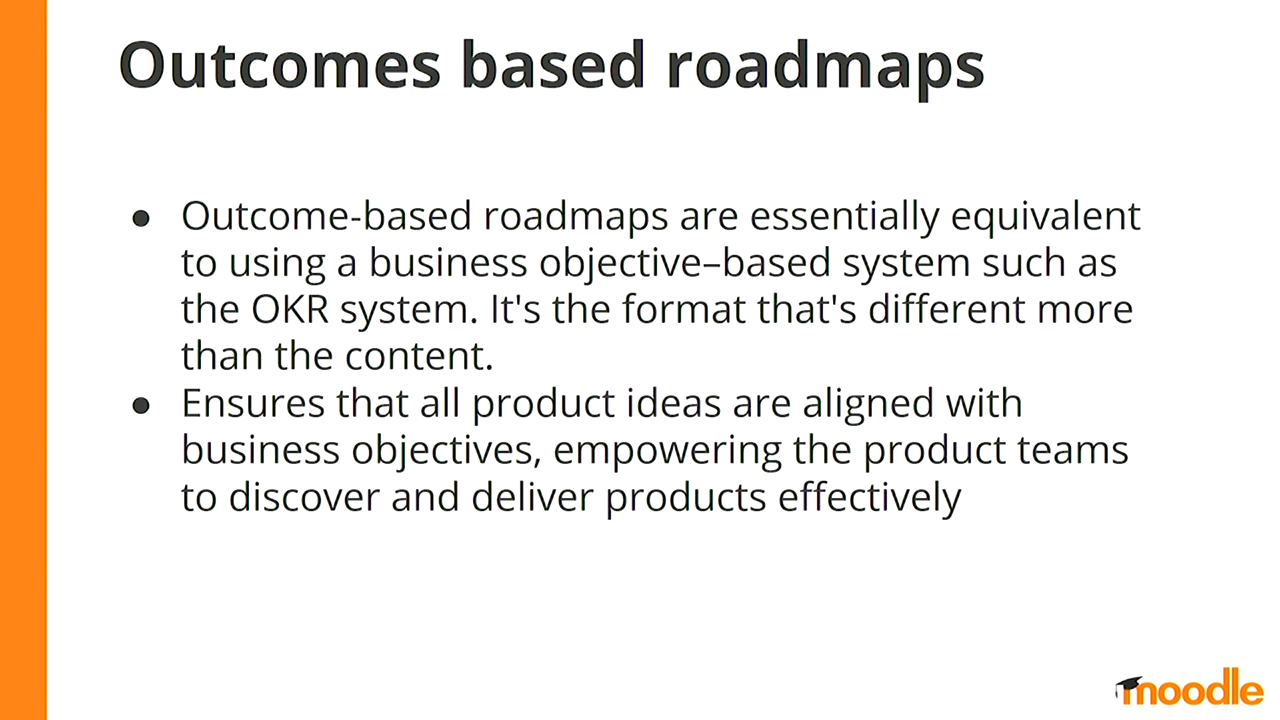 Outcomes based roadmaps
● Outcome-based roadmaps are essentially equivalent
to using a business objective–based system such as
the OKR system. It's the format that's different more
than the content.
● Ensures that all product ideas are aligned with
business objectives, empowering the product teams
to discover and deliver products effectively
moodle